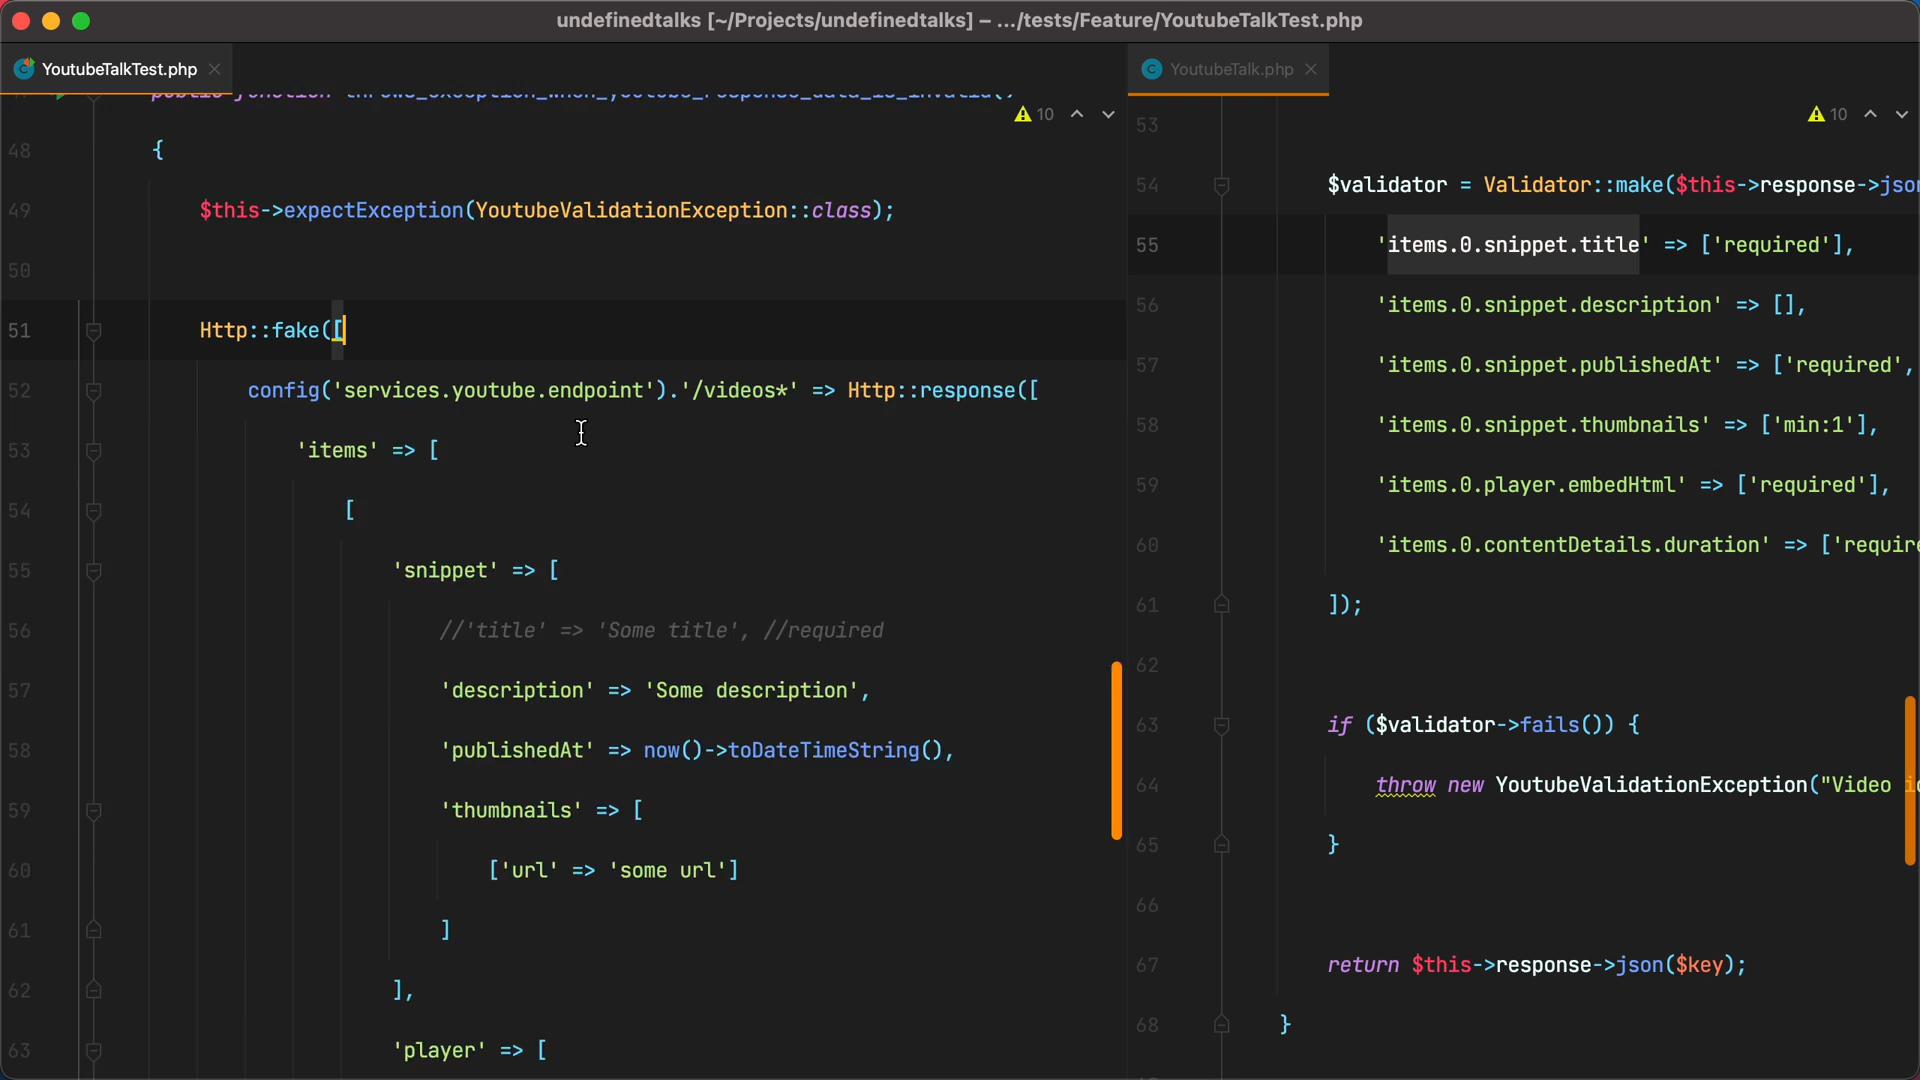 undefinedtalks [~/Projects/undefinedtalks] – .../tests/Feature/YoutubeTalkTest.php
YoutubeTalkTest.php
public function throws_exception_when_youtube_response_data_is_invalid()
10
48 {
49 $this->expectException(YoutubeValidationException::class);
50
51 Http::fake([
52 config('services.youtube.endpoint').'/videos*' => Http::response([
53 'items' => [
54 [
55 'snippet' => [
56 //'title' => 'Some title', //required
57 'description' => 'Some description',
58 'publishedAt' => now()->toDateTimeString(),
59 'thumbnails' => [
60 ['url' => 'some url']
61 ]
62 ],
63 'player' => [
YoutubeTalk.php
10
53
54 $validator = Validator::make($this->response->json
55 'items.0.snippet.title' => ['required'],
56 'items.0.snippet.description' => [],
57 'items.0.snippet.publishedAt' => ['required',
58 'items.0.snippet.thumbnails' => ['min:1'],
59 'items.0.player.embedHtml' => ['required'],
60 'items.0.contentDetails.duration' => ['require
61 ]);
62
63 if ($validator->fails()) {
64 throw new YoutubeValidationException("Video
65 }
66
67 return $this->response->json($key);
68 }